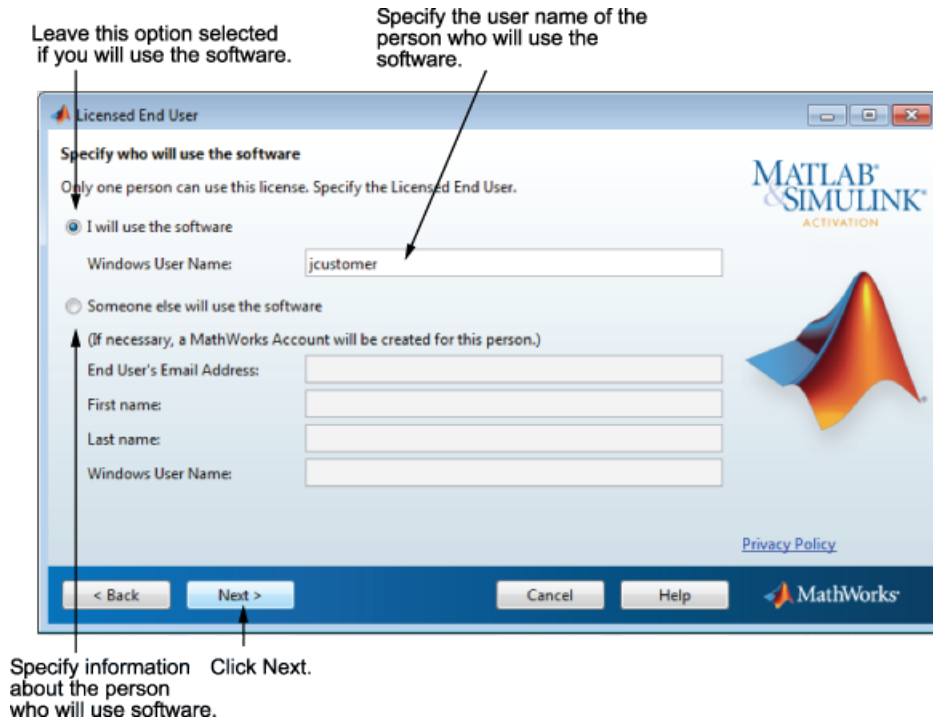 Leave this option selected
if you will use the software.
Specify the user name of the
person who will use the
software.
Licensed End User
Specify who will use the software
Only one person can use this license. Specify the Licensed End User.
MATLAB®
&SIMULINK®
ACTIVATION
I will use the software
Windows User Name:
jcustomer
Someone else will use the software
(If necessary, a MathWorks Account will be created for this person.)
End User's Email Address:
First name:
Last name:
Windows User Name:
Privacy Policy
< Back
Next >
Cancel
Help
MathWorks®
Specify information
about the person
who will use software.
Click Next.